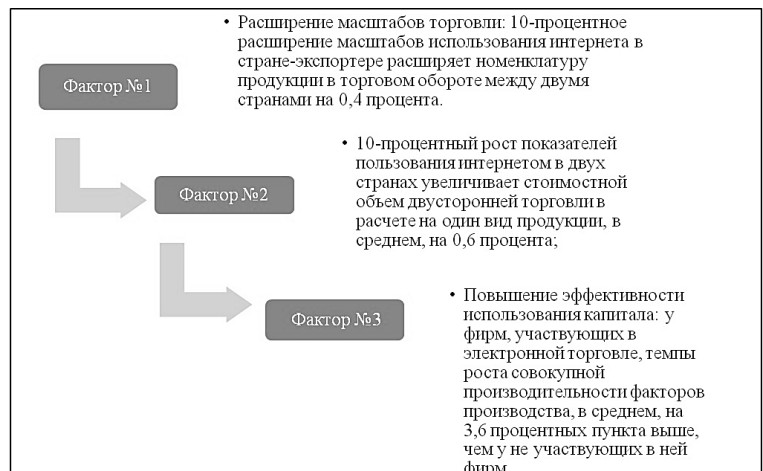 • Расширение масштабов торговли: 10-процентное
расширение масштабов использования интернета в
стране-экспортере расширяет номенклатуру
продукции в торговом обороте между двумя
странами на 0,4 процента.
Фактор №1
• 10-процентный рост показателей
пользования интернетом в двух
странах увеличивает стоимостной
объем двусторонней торговли в
расчете на один вид продукции, в
среднем, на 0,6 процента;
Фактор №2
• Повышение эффективности
использования капитала: у
фирм, участвующих в
электронной торговле, темпы
роста совокупной
производительности факторов
производства, в среднем, на
3,6 процентных пункта выше,
чем у не участвующих в ней
фирм
Фактор №3